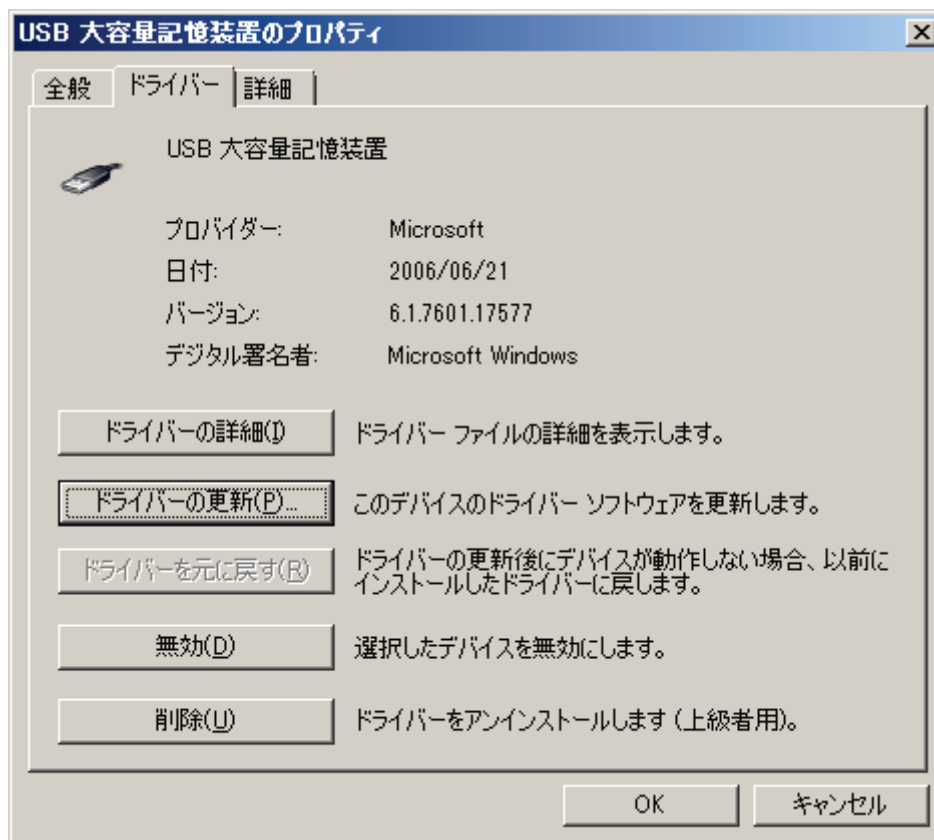 USB 大容量記憶装置のプロパティ
全般 ドライバー 詳細
USB 大容量記憶装置
プロバイダー: Microsoft
日付: 2006/06/21
バージョン: 6.1.7601.17577
デジタル署名者: Microsoft Windows
ドライバーの詳細(I) ドライバー ファイルの詳細を表示します。
ドライバーの更新(P)... このデバイスのドライバー ソフトウェアを更新します。
ドライバーを元に戻す(R) ドライバーの更新後にデバイスが動作しない場合、以前に
インストールしたドライバーに戻します。
無効(D) 選択したデバイスを無効にします。
削除(U) ドライバーをアンインストールします (上級者用)。
OK キャンセル